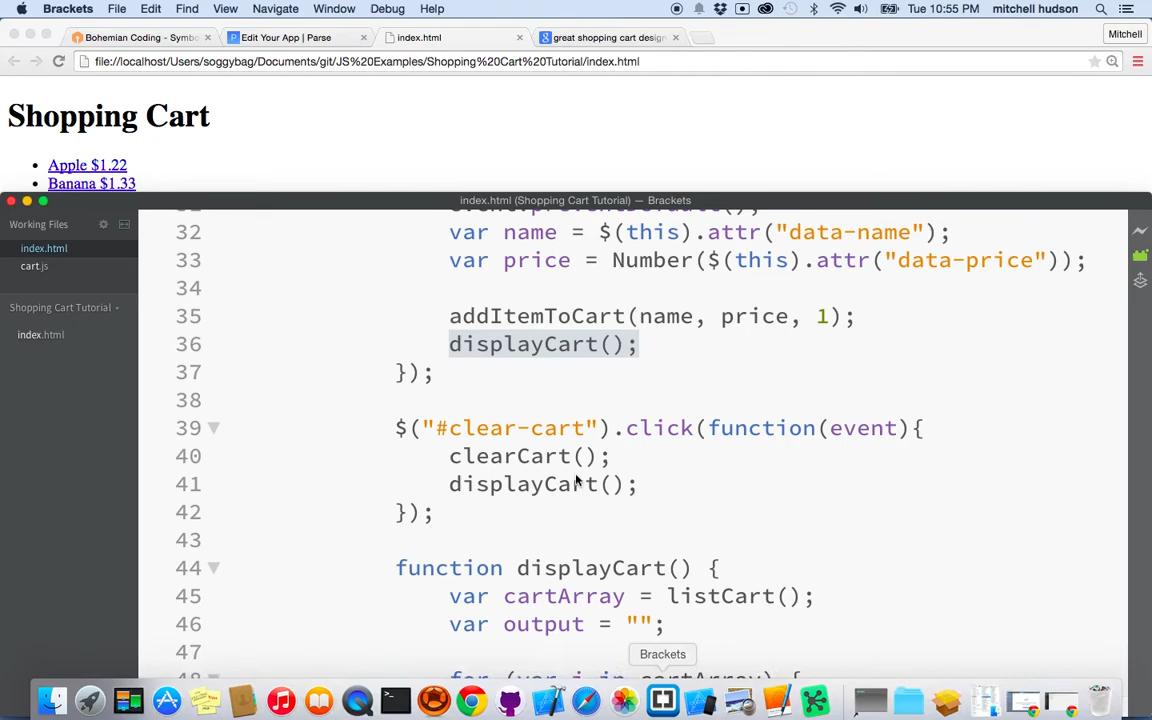 Brackets File Edit Find View Navigate Window Debug Help Tue 10:55 PM mitchell hudson
Bohemian Coding - Symbo × Edit Your App | Parse × index.html × great shopping cart design × Mitchell
file://localhost/Users/soggybag/Documents/git/JS%20Examples/Shopping%20Cart%20Tutorial/index.html
Shopping Cart
• Apple $1.22
• Banana $1.33
index.html (Shopping Cart Tutorial) — Brackets
Working Files
index.html
cart.js
Shopping Cart Tutorial
index.html
32 var name = $(this).attr("data-name");
33 var price = Number($(this).attr("data-price"));
34
35 addItemToCart(name, price, 1);
36 displayCart();
37 });
38
39 $("#clear-cart").click(function(event){
40 clearCart();
41 displayCart();
42 });
43
44 function displayCart() {
45 var cartArray = listCart();
46 var output = "";
47
Brackets